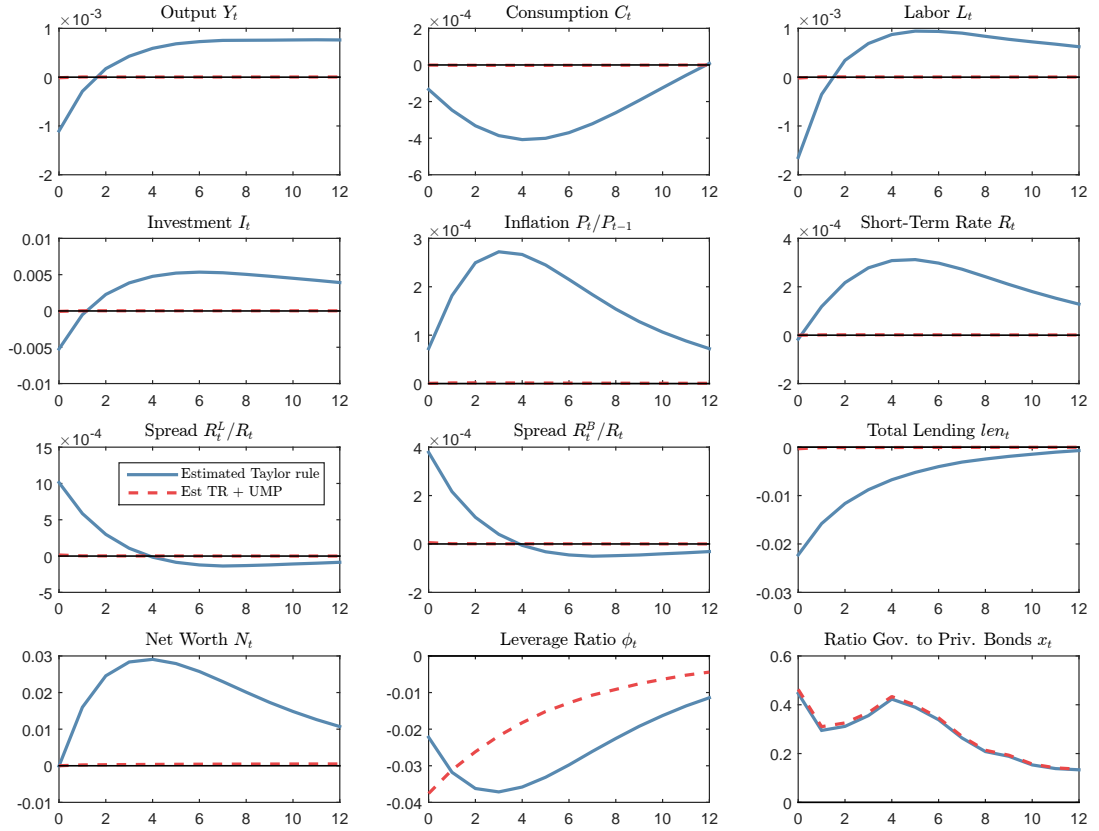 Output Y_t
×10^-3
1
0
-1
-2
0 2 4 6 8 10 12
Consumption C_t
×10^-4
2
0
-2
-4
-6
0 2 4 6 8 10 12
Labor L_t
×10^-3
1
0
-1
-2
0 2 4 6 8 10 12
Investment I_t
0.01
0.005
0
-0.005
-0.01
0 2 4 6 8 10 12
Inflation P_t/P_{t-1}
×10^-4
3
2
1
0
0 2 4 6 8 10 12
Short-Term Rate R_t
×10^-4
4
2
0
-2
0 2 4 6 8 10 12
Spread R_t^L/R_t
×10^-4
15
10
5
0
-5
Estimated Taylor rule
Est TR + UMP
0 2 4 6 8 10 12
Spread R_t^B/R_t
×10^-4
4
2
0
-2
0 2 4 6 8 10 12
Total Lending len_t
0
-0.01
-0.02
-0.03
0 2 4 6 8 10 12
Net Worth N_t
0.03
0.02
0.01
0
-0.01
0 2 4 6 8 10 12
Leverage Ratio ϕ_t
0
-0.01
-0.02
-0.03
-0.04
0 2 4 6 8 10 12
Ratio Gov. to Priv. Bonds x_t
0.6
0.4
0.2
0
0 2 4 6 8 10 12